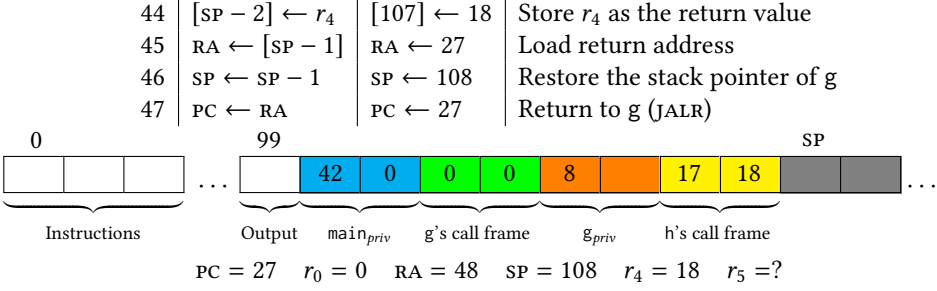 44 [SP − 2] ← r4 [107] ← 18 Store r4 as the return value
45 RA ← [SP − 1] RA ← 27 Load return address
46 SP ← SP − 1 SP ← 108 Restore the stack pointer of g
47 PC ← RA PC ← 27 Return to g (JALR)
0 99 SP
... 42 0 0 0 8 17 18 ...
Instructions Output main_priv g's call frame g_priv h's call frame
PC = 27 r0 = 0 RA = 48 SP = 108 r4 = 18 r5 =?